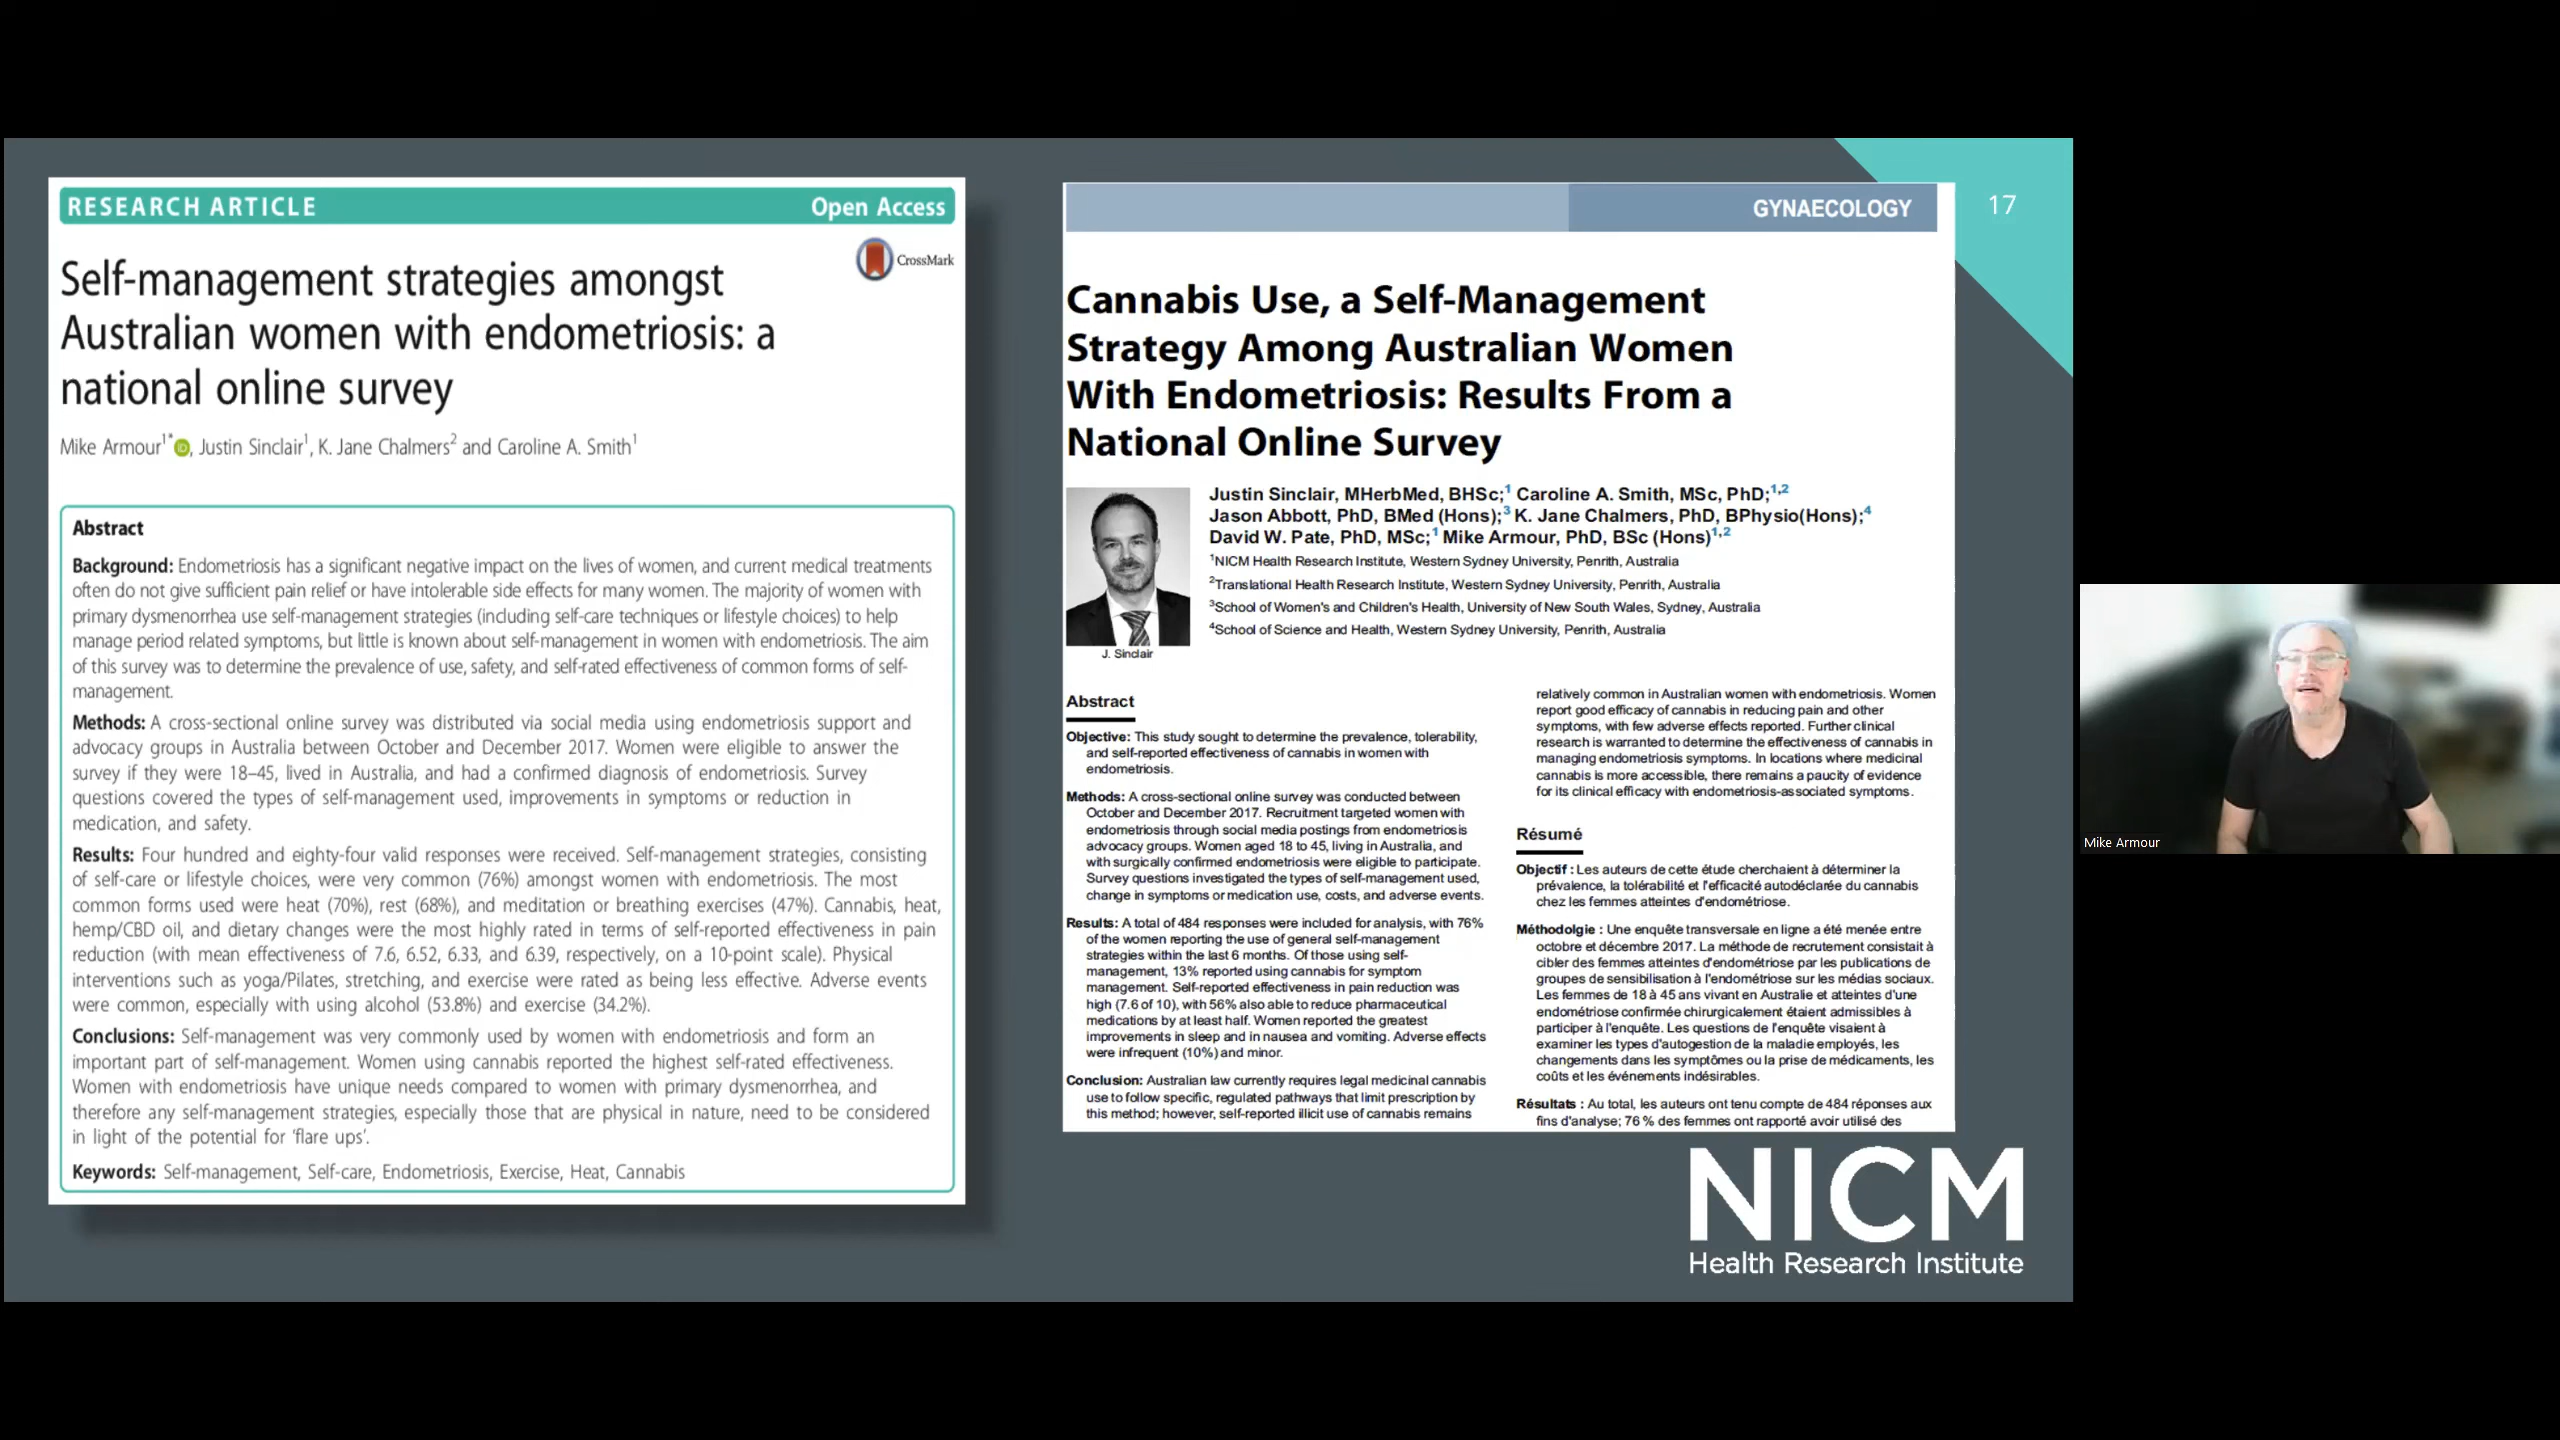 RESEARCH ARTICLE Open Access
CrossMark
Self-management strategies amongst
Australian women with endometriosis: a
national online survey
Mike Armour1* iD, Justin Sinclair1, K. Jane Chalmers2 and Caroline A. Smith1
Abstract
Background: Endometriosis has a significant negative impact on the lives of women, and current medical treatments
often do not give sufficient pain relief or have intolerable side effects for many women. The majority of women with
primary dysmenorrhea use self-management strategies (including self-care techniques or lifestyle choices) to help
manage period related symptoms, but little is known about self-management in women with endometriosis. The aim
of this survey was to determine the prevalence of use, safety, and self-rated effectiveness of common forms of self-
management.
Methods: A cross-sectional online survey was distributed via social media using endometriosis support and
advocacy groups in Australia between October and December 2017. Women were eligible to answer the
survey if they were 18–45, lived in Australia, and had a confirmed diagnosis of endometriosis. Survey
questions covered the types of self-management used, improvements in symptoms or reduction in
medication, and safety.
Results: Four hundred and eighty-four valid responses were received. Self-management strategies, consisting
of self-care or lifestyle choices, were very common (76%) amongst women with endometriosis. The most
common forms used were heat (70%), rest (68%), and meditation or breathing exercises (47%). Cannabis, heat,
hemp/CBD oil, and dietary changes were the most highly rated in terms of self-reported effectiveness in pain
reduction (with mean effectiveness of 7.6, 6.52, 6.33, and 6.39, respectively, on a 10-point scale). Physical
interventions such as yoga/Pilates, stretching, and exercise were rated as being less effective. Adverse events
were common, especially with using alcohol (53.8%) and exercise (34.2%).
Conclusions: Self-management was very commonly used by women with endometriosis and form an
important part of self-management. Women using cannabis reported the highest self-rated effectiveness.
Women with endometriosis have unique needs compared to women with primary dysmenorrhea, and
therefore any self-management strategies, especially those that are physical in nature, need to be considered
in light of the potential for 'flare ups'.
Keywords: Self-management, Self-care, Endometriosis, Exercise, Heat, Cannabis
GYNAECOLOGY
17
Cannabis Use, a Self-Management
Strategy Among Australian Women
With Endometriosis: Results From a
National Online Survey
Justin Sinclair, MHerbMed, BHSc;1 Caroline A. Smith, MSc, PhD;1,2
Jason Abbott, PhD, BMed (Hons);3 K. Jane Chalmers, PhD, BPhysio(Hons);4
David W. Pate, PhD, MSc;1 Mike Armour, PhD, BSc (Hons)1,2
1NICM Health Research Institute, Western Sydney University, Penrith, Australia
2Translational Health Research Institute, Western Sydney University, Penrith, Australia
3School of Women's and Children's Health, University of New South Wales, Sydney, Australia
4School of Science and Health, Western Sydney University, Penrith, Australia
J. Sinclair
Abstract
Objective: This study sought to determine the prevalence, tolerability,
and self-reported effectiveness of cannabis in women with
endometriosis.
Methods: A cross-sectional online survey was conducted between
October and December 2017. Recruitment targeted women with
endometriosis through social media postings from endometriosis
advocacy groups. Women aged 18 to 45, living in Australia, and
with surgically confirmed endometriosis were eligible to participate.
Survey questions investigated the types of self-management used,
change in symptoms or medication use, costs, and adverse events.
Results: A total of 484 responses were included for analysis, with 76%
of the women reporting the use of general self-management
strategies within the last 6 months. Of those using self-
management, 13% reported using cannabis for symptom
management. Self-reported effectiveness in pain reduction was
high (7.6 of 10), with 56% also able to reduce pharmaceutical
medications by at least half. Women reported the greatest
improvements in sleep and in nausea and vomiting. Adverse effects
were infrequent (10%) and minor.
Conclusion: Australian law currently requires legal medicinal cannabis
use to follow specific, regulated pathways that limit prescription by
this method; however, self-reported illicit use of cannabis remains
relatively common in Australian women with endometriosis. Women
report good efficacy of cannabis in reducing pain and other
symptoms, with few adverse effects reported. Further clinical
research is warranted to determine the effectiveness of cannabis in
managing endometriosis symptoms. In locations where medicinal
cannabis is more accessible, there remains a paucity of evidence
for its clinical efficacy with endometriosis-associated symptoms.
Résumé
Objectif : Les auteurs de cette étude cherchaient à déterminer la
prévalence, la tolérabilité et l'efficacité autodéclarée du cannabis
chez les femmes atteintes d'endométriose.
Méthodolgie : Une enquête transversale en ligne a été menée entre
octobre et décembre 2017. La méthode de recrutement consistait à
cibler des femmes atteintes d'endométriose par les publications de
groupes de sensibilisation à l'endométriose sur les médias sociaux.
Les femmes de 18 à 45 ans vivant en Australie et atteintes d'une
endométriose confirmée chirurgicalement étaient admissibles à
participer à l'enquête. Les questions de l'enquête visaient à
examiner les types d'autogestion de la maladie employés, les
changements dans les symptômes ou la prise de médicaments, les
coûts et les événements indésirables.
Résultats : Au total, les auteurs ont tenu compte de 484 réponses aux
fins d'analyse; 76 % des femmes ont rapporté avoir utilisé des
NICM
Health Research Institute
Mike Armour